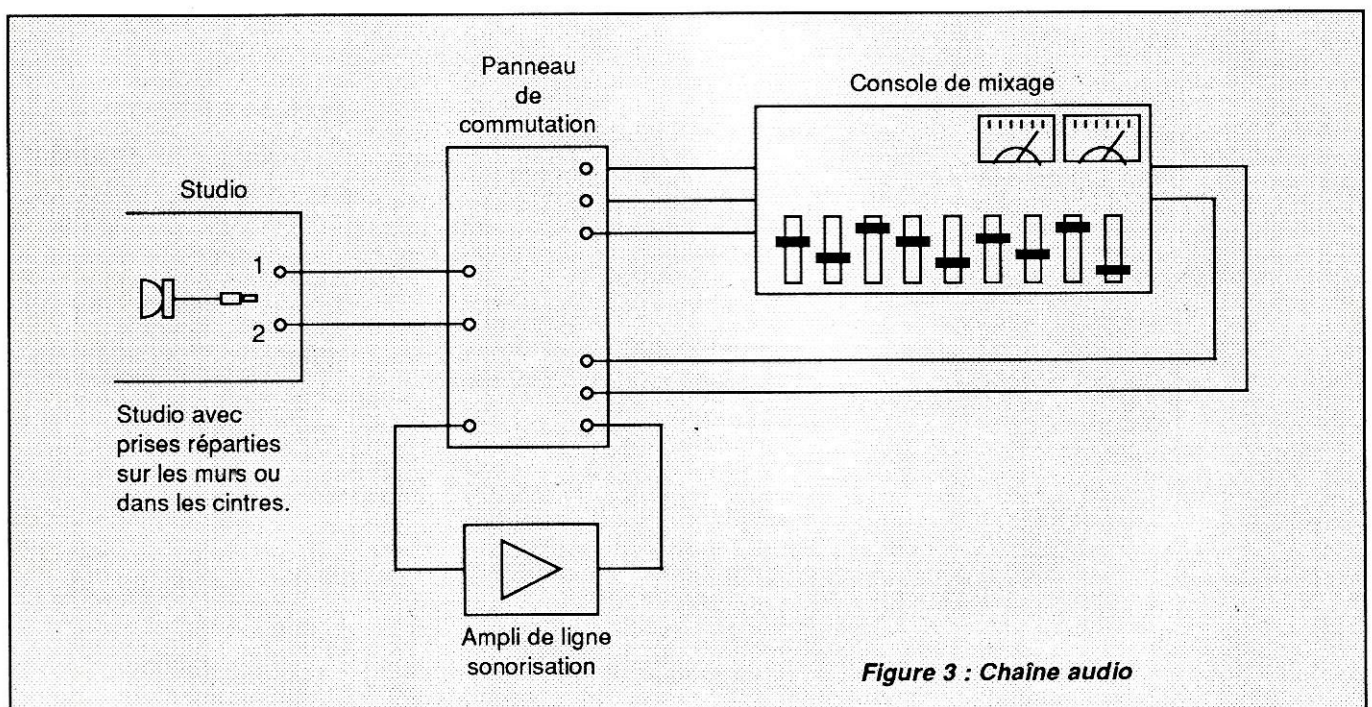 Panneau
de
commutation
Console de mixage
Studio
1
2
Studio avec
prises réparties
sur les murs ou
dans les cintres.
Ampli de ligne
sonorisation
Figure 3 : Chaîne audio